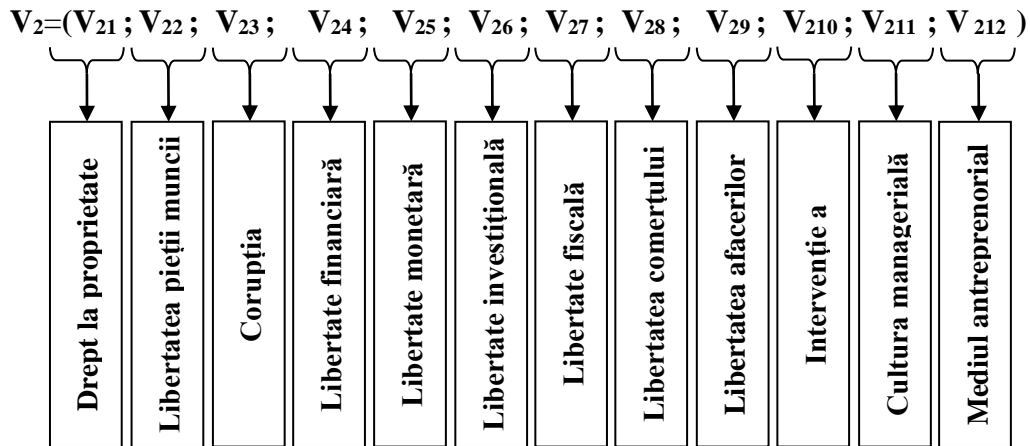 V₂=(V₂₁ ; V₂₂ ; V₂₃ ; V₂₄ ; V₂₅ ; V₂₆ ; V₂₇ ; V₂₈ ; V₂₉ ; V₂₁₀ ; V₂₁₁ ; V₂₁₂ )
Drept la proprietate
Libertatea pieții muncii
Corupția
Libertate financiară
Libertate monetară
Libertate investițională
Libertate fiscală
Libertatea comerțului
Libertatea afacerilor
Intervenție a
Cultura managerială
Mediul antreprenorial